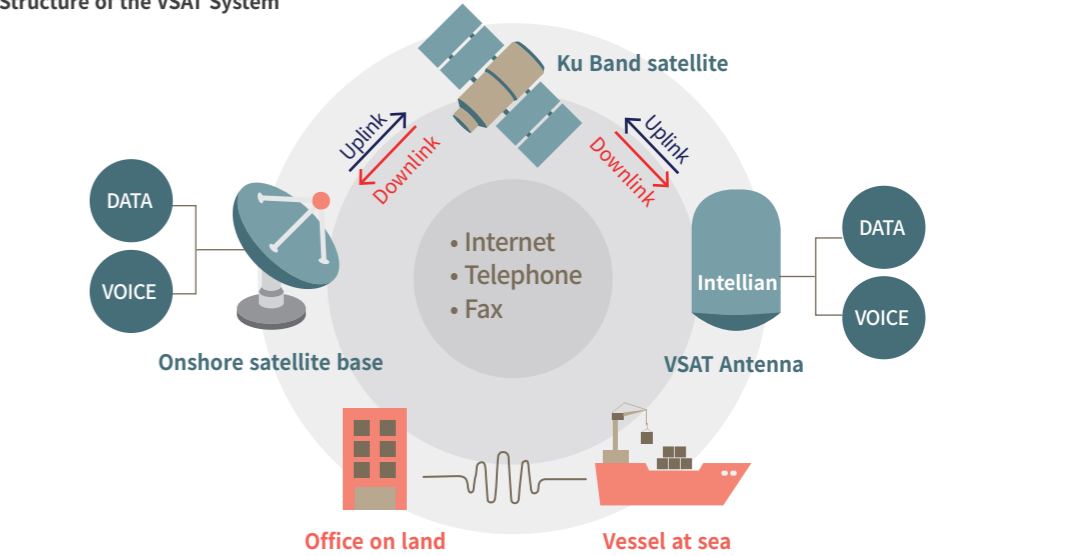 Structure of the VSAT System
Ku Band satellite
Uplink
Downlink
Uplink
Downlink
DATA
VOICE
• Internet
• Telephone
• Fax
Intellian
DATA
VOICE
Onshore satellite base
VSAT Antenna
Office on land
Vessel at sea